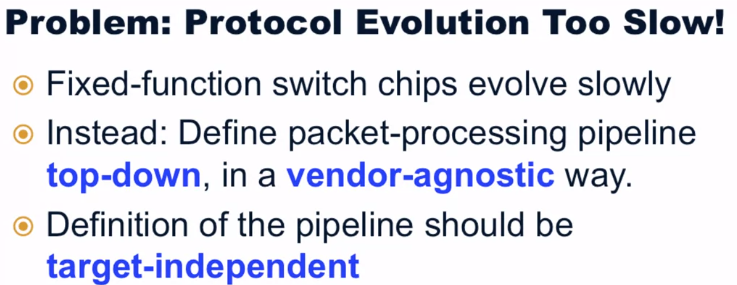 Problem: Protocol Evolution Too Slow!
Fixed-function switch chips evolve slowly
Instead: Define packet-processing pipeline
top-down, in a vendor-agnostic way.
Definition of the pipeline should be
target-independent